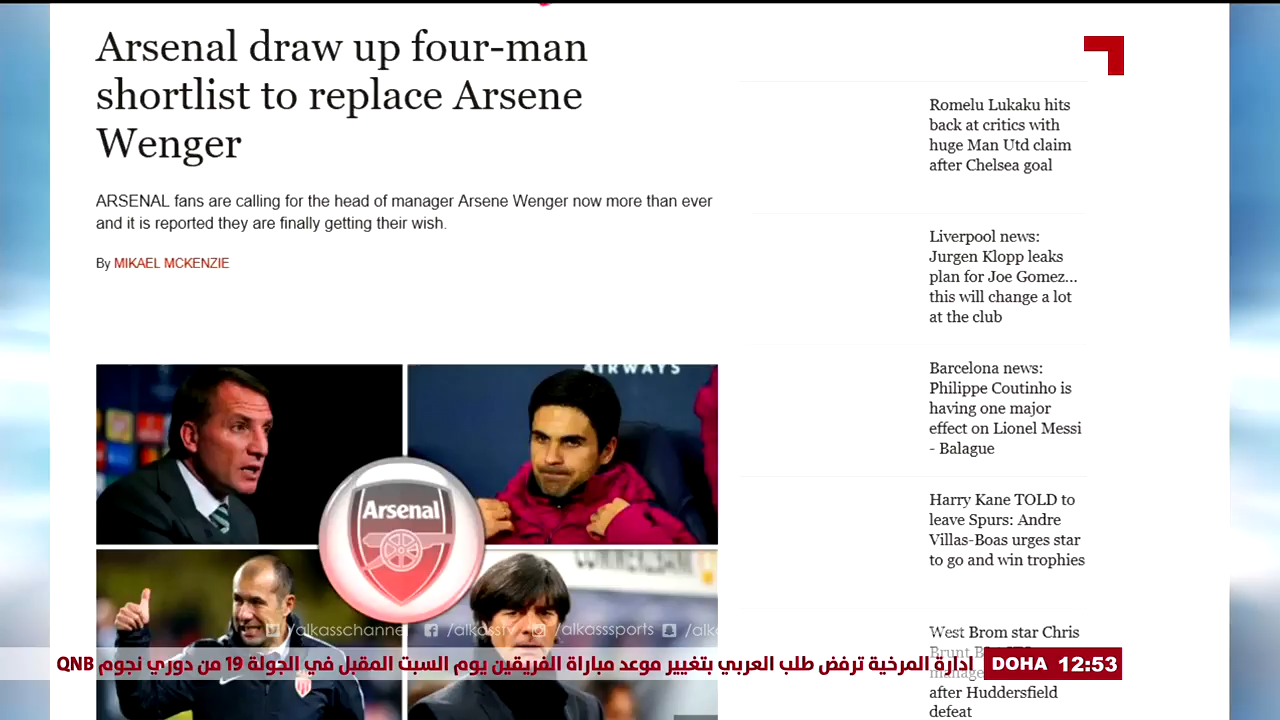 Arsenal draw up four-man
shortlist to replace Arsene
Wenger
ARSENAL fans are calling for the head of manager Arsene Wenger now more than ever
and it is reported they are finally getting their wish.
By MIKAEL MCKENZIE
AIRWAYS
Arsenal
Romelu Lukaku hits
back at critics with
huge Man Utd claim
after Chelsea goal
Liverpool news:
Jurgen Klopp leaks
plan for Joe Gomez...
this will change a lot
at the club
Barcelona news:
Philippe Coutinho is
having one major
effect on Lionel Messi
- Balague
Harry Kane TOLD to
leave Spurs: Andre
Villas-Boas urges star
to go and win trophies
West Brom star Chris
Brunt
manage
after Huddersfield
defeat
/alkasschannel /alkasstv /alkasssports /alk
ادارة المرخية ترفض طلب العربي بتغيير موعد مباراة الفريقين يوم السبت المقبل في الجولة 19 من دوري نجوم QNB
DOHA 12:53